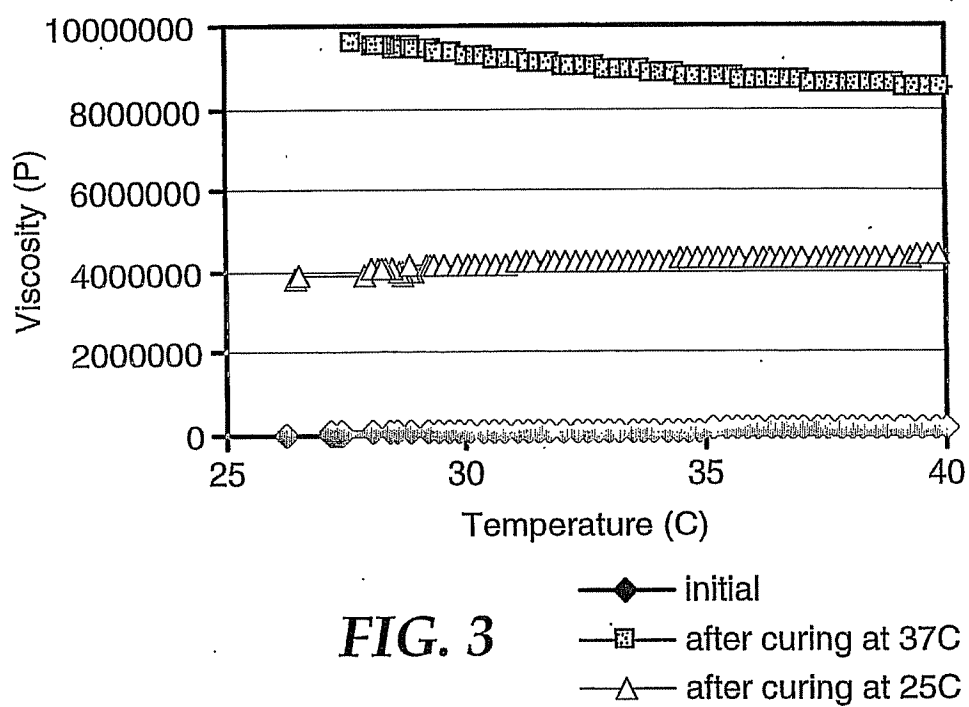 10000000
8000000
6000000
4000000
2000000
0
Viscosity (P)
25 30 35 40
Temperature (C)
initial
after curing at 37C
after curing at 25C
FIG. 3